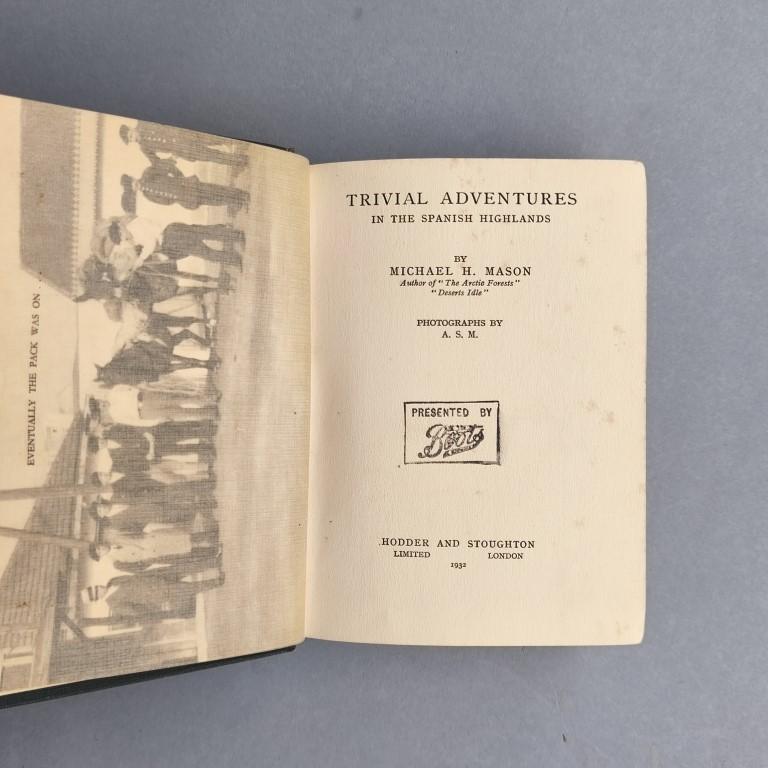 EVENTUALLY THE PACK WAS ON . . .
TRIVIAL ADVENTURES
IN THE SPANISH HIGHLANDS
BY
MICHAEL H. MASON
Author of "The Arctic Forests"
"Deserts Idle"
PHOTOGRAPHS BY
A. S. M.
PRESENTED BY
Boots
HODDER AND STOUGHTON
LIMITED LONDON
1932